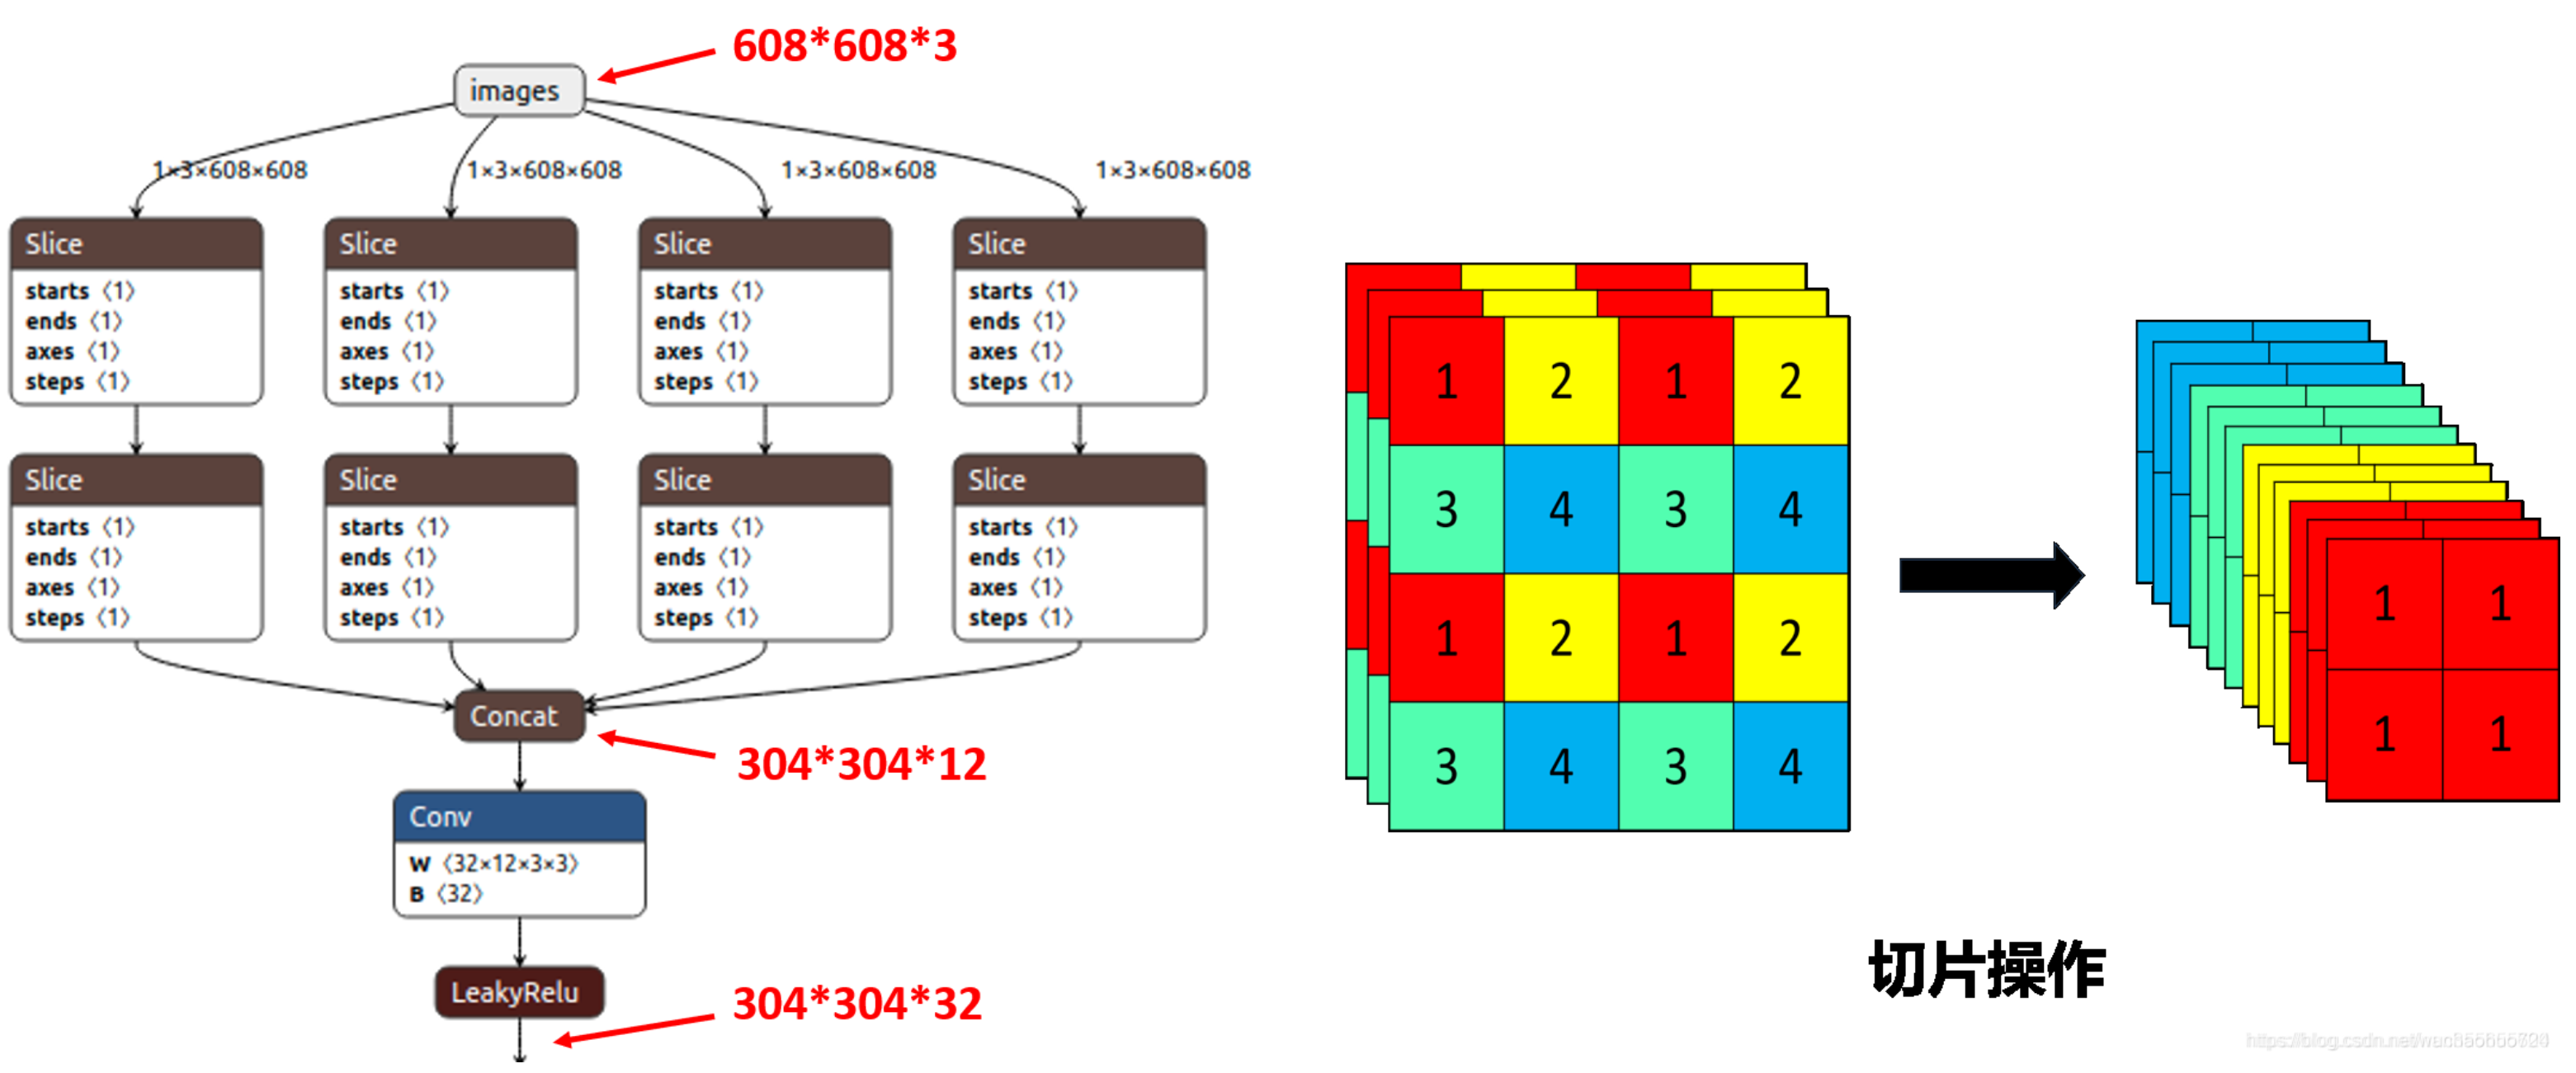 608*608*3
images
1×3×608×608 1×3×608×608 1×3×608×608 1×3×608×608
Slice Slice Slice Slice
starts ⟨1⟩ starts ⟨1⟩ starts ⟨1⟩ starts ⟨1⟩
ends ⟨1⟩ ends ⟨1⟩ ends ⟨1⟩ ends ⟨1⟩
axes ⟨1⟩ axes ⟨1⟩ axes ⟨1⟩ axes ⟨1⟩
steps ⟨1⟩ steps ⟨1⟩ steps ⟨1⟩ steps ⟨1⟩
Slice Slice Slice Slice
starts ⟨1⟩ starts ⟨1⟩ starts ⟨1⟩ starts ⟨1⟩
ends ⟨1⟩ ends ⟨1⟩ ends ⟨1⟩ ends ⟨1⟩
axes ⟨1⟩ axes ⟨1⟩ axes ⟨1⟩ axes ⟨1⟩
steps ⟨1⟩ steps ⟨1⟩ steps ⟨1⟩ steps ⟨1⟩
Concat
304*304*12
Conv
W ⟨32×12×3×3⟩
B ⟨32⟩
LeakyRelu
304*304*32
1 2 1 2
3 4 3 4
1 2 1 2
3 4 3 4
1 1
1 1
切片操作